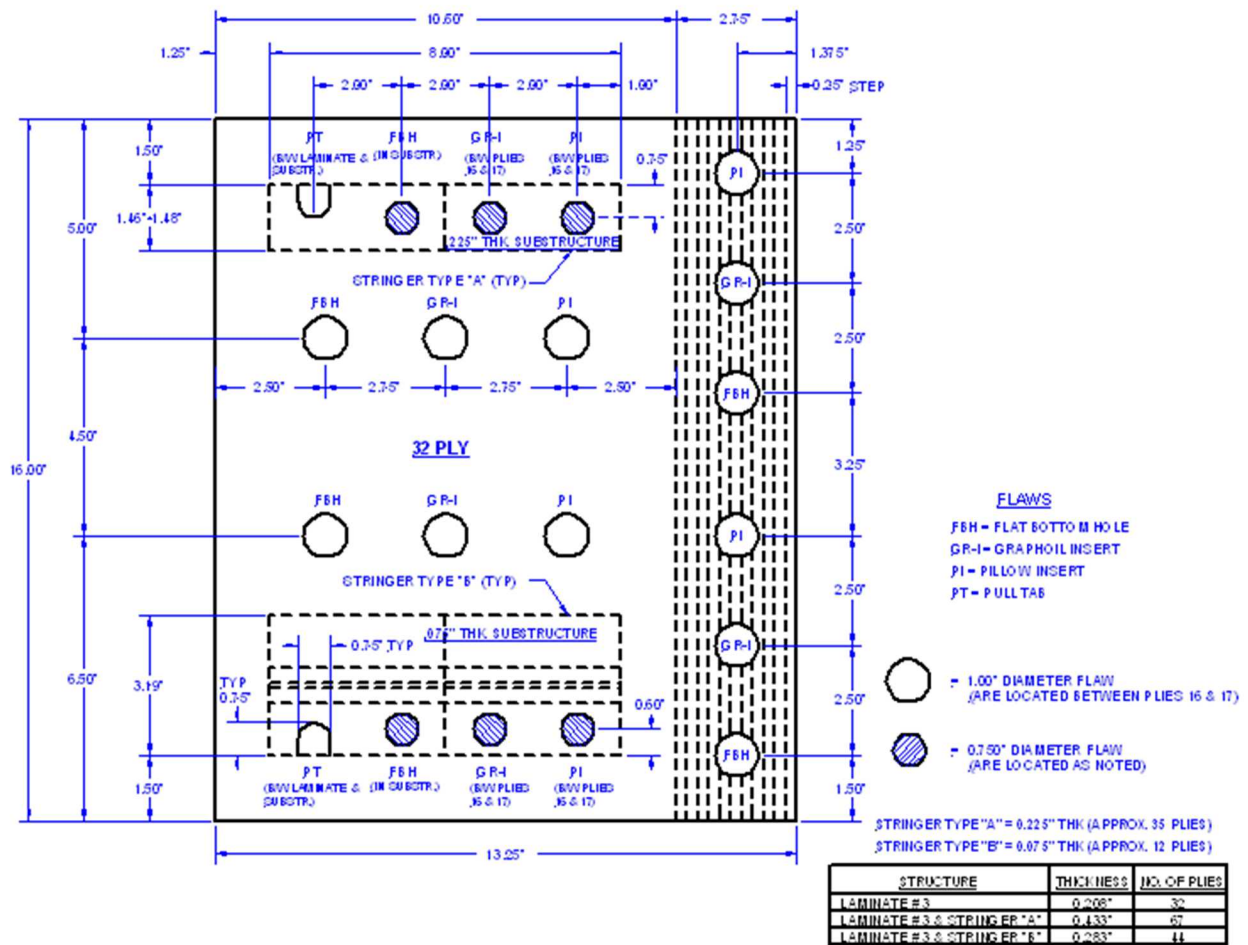 10.50"
2.75"
1.25"
8.00"
1.375"
2.00"
2.00"
2.00"
1.00"
0.25" STEP
PT
(B/W LAMINATE &
SUBSTR.)
FBH
(IN SUBSTR.)
GR-I
(B/W PLIES
16 & 17)
PI
(B/W PLIES
16 & 17)
0.75"
1.50"
1.25"
PI
1.46"-1.48"
5.00"
2.50"
.225" THK SUBSTRUCTURE
STRINGER TYPE "A" (TYP)
GR-I
FBH
GR-I
PI
2.50"
2.50"
2.75"
2.75"
2.50"
FBH
4.50"
32 PLY
16.00"
3.25"
FBH
GR-I
PI
PI
STRINGER TYPE "B" (TYP)
2.50"
.075" THK SUBSTRUCTURE
0.75" TYP
GR-I
6.50"
3.19"
TYP
0.75"
0.60"
2.50"
FBH
PT
(B/W LAMINATE &
SUBSTR.)
FBH
(IN SUBSTR.)
GR-I
(B/W PLIES
16 & 17)
PI
(B/W PLIES
16 & 17)
1.50"
1.50"
13.25"
FLAWS
FBH = FLAT BOTTOM HOLE
GR-I = GRAPHOIL INSERT
PI = PILLOW INSERT
PT = PULL TAB
= 1.00" DIAMETER FLAW
(ARE LOCATED BETWEEN PLIES 16 & 17)
= 0.750" DIAMETER FLAW
(ARE LOCATED AS NOTED)
STRINGER TYPE "A" = 0.225" THK (APPROX. 35 PLIES)
STRINGER TYPE "B" = 0.075" THK (APPROX. 12 PLIES)
STRUCTURE THICKNESS NO. OF PLIES
LAMINATE #3 0.208" 32
LAMINATE #3 & STRINGER "A" 0.433" 67
LAMINATE #3 & STRINGER "B" 0.283" 44